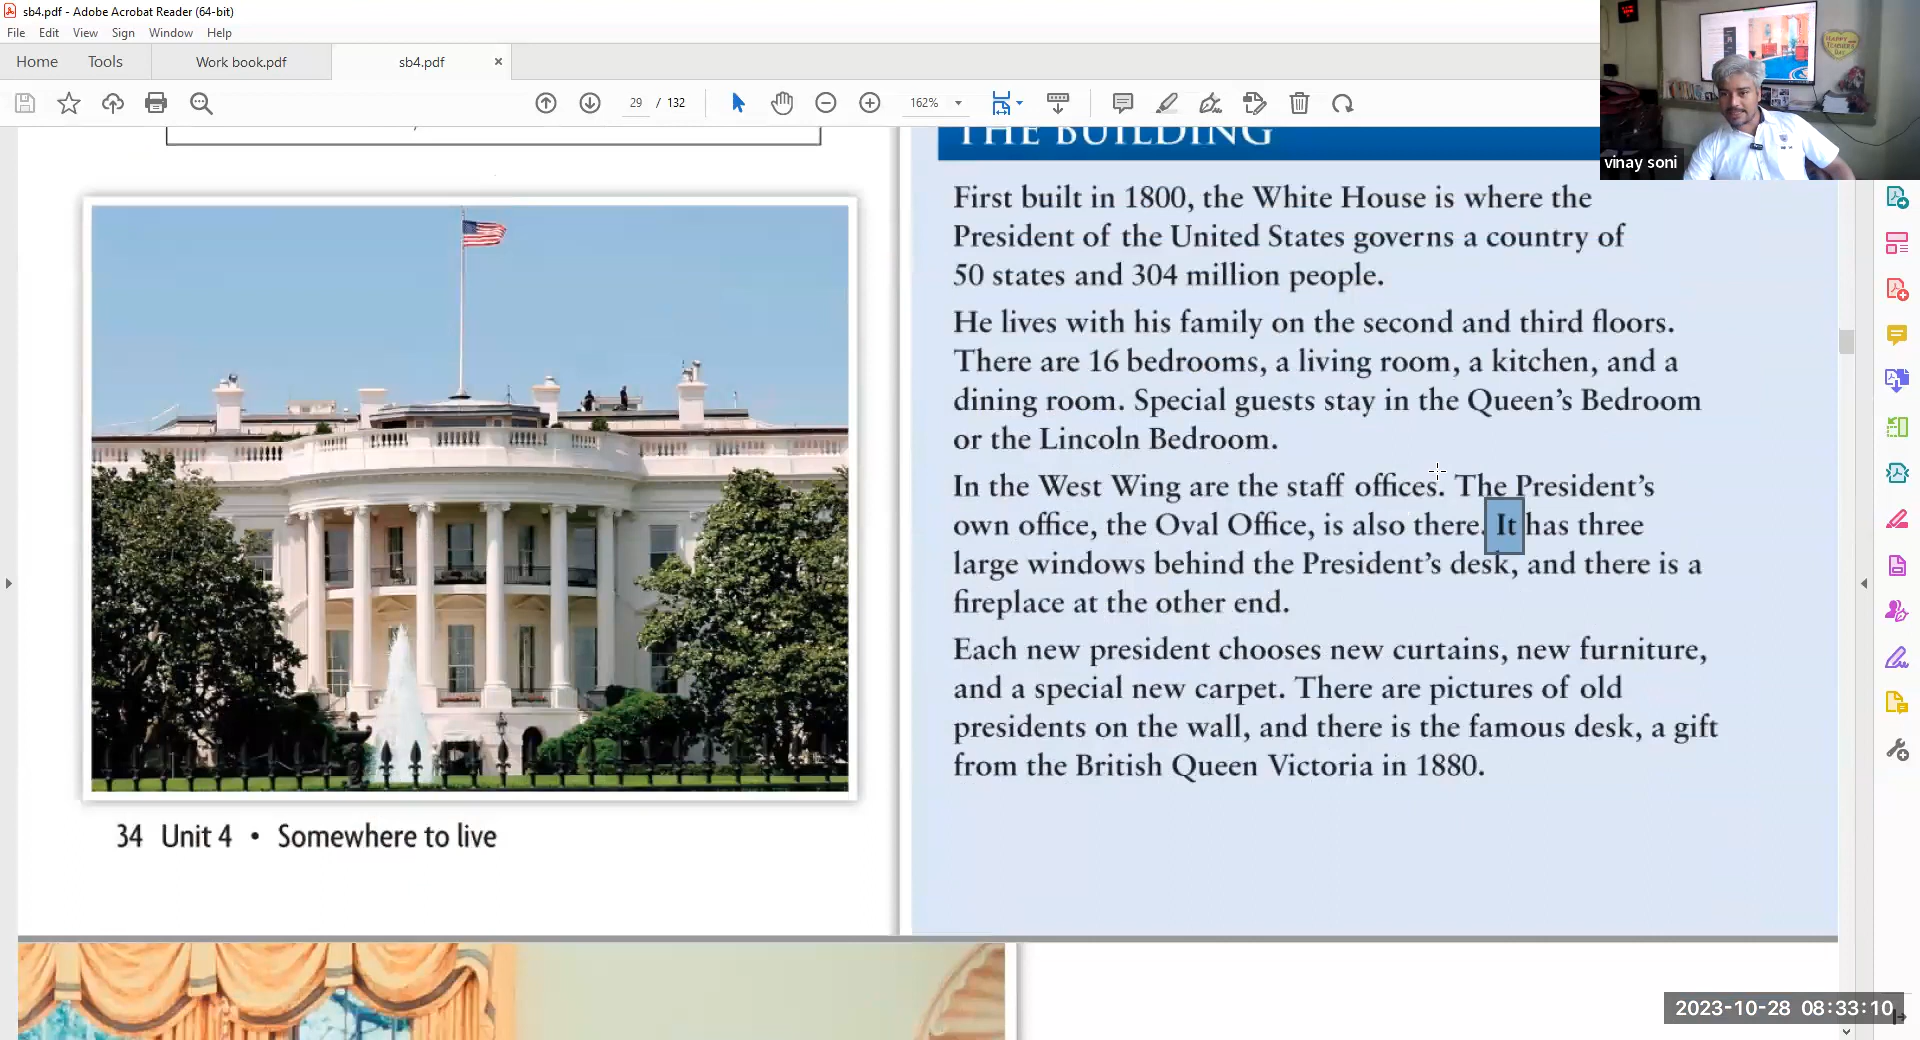 sb4.pdf - Adobe Acrobat Reader (64-bit)
File Edit View Sign Window Help
Home Tools Work book.pdf sb4.pdf ×
29 / 132 162%
vinay soni
THE BUILDING
First built in 1800, the White House is where the
President of the United States governs a country of
50 states and 304 million people.
He lives with his family on the second and third floors.
There are 16 bedrooms, a living room, a kitchen, and a
dining room. Special guests stay in the Queen’s Bedroom
or the Lincoln Bedroom.
In the West Wing are the staff offices. The President’s
own office, the Oval Office, is also there. It has three
large windows behind the President’s desk, and there is a
fireplace at the other end.
Each new president chooses new curtains, new furniture,
and a special new carpet. There are pictures of old
presidents on the wall, and there is the famous desk, a gift
from the British Queen Victoria in 1880.
34 Unit 4 • Somewhere to live
2023-10-28 08:33:10